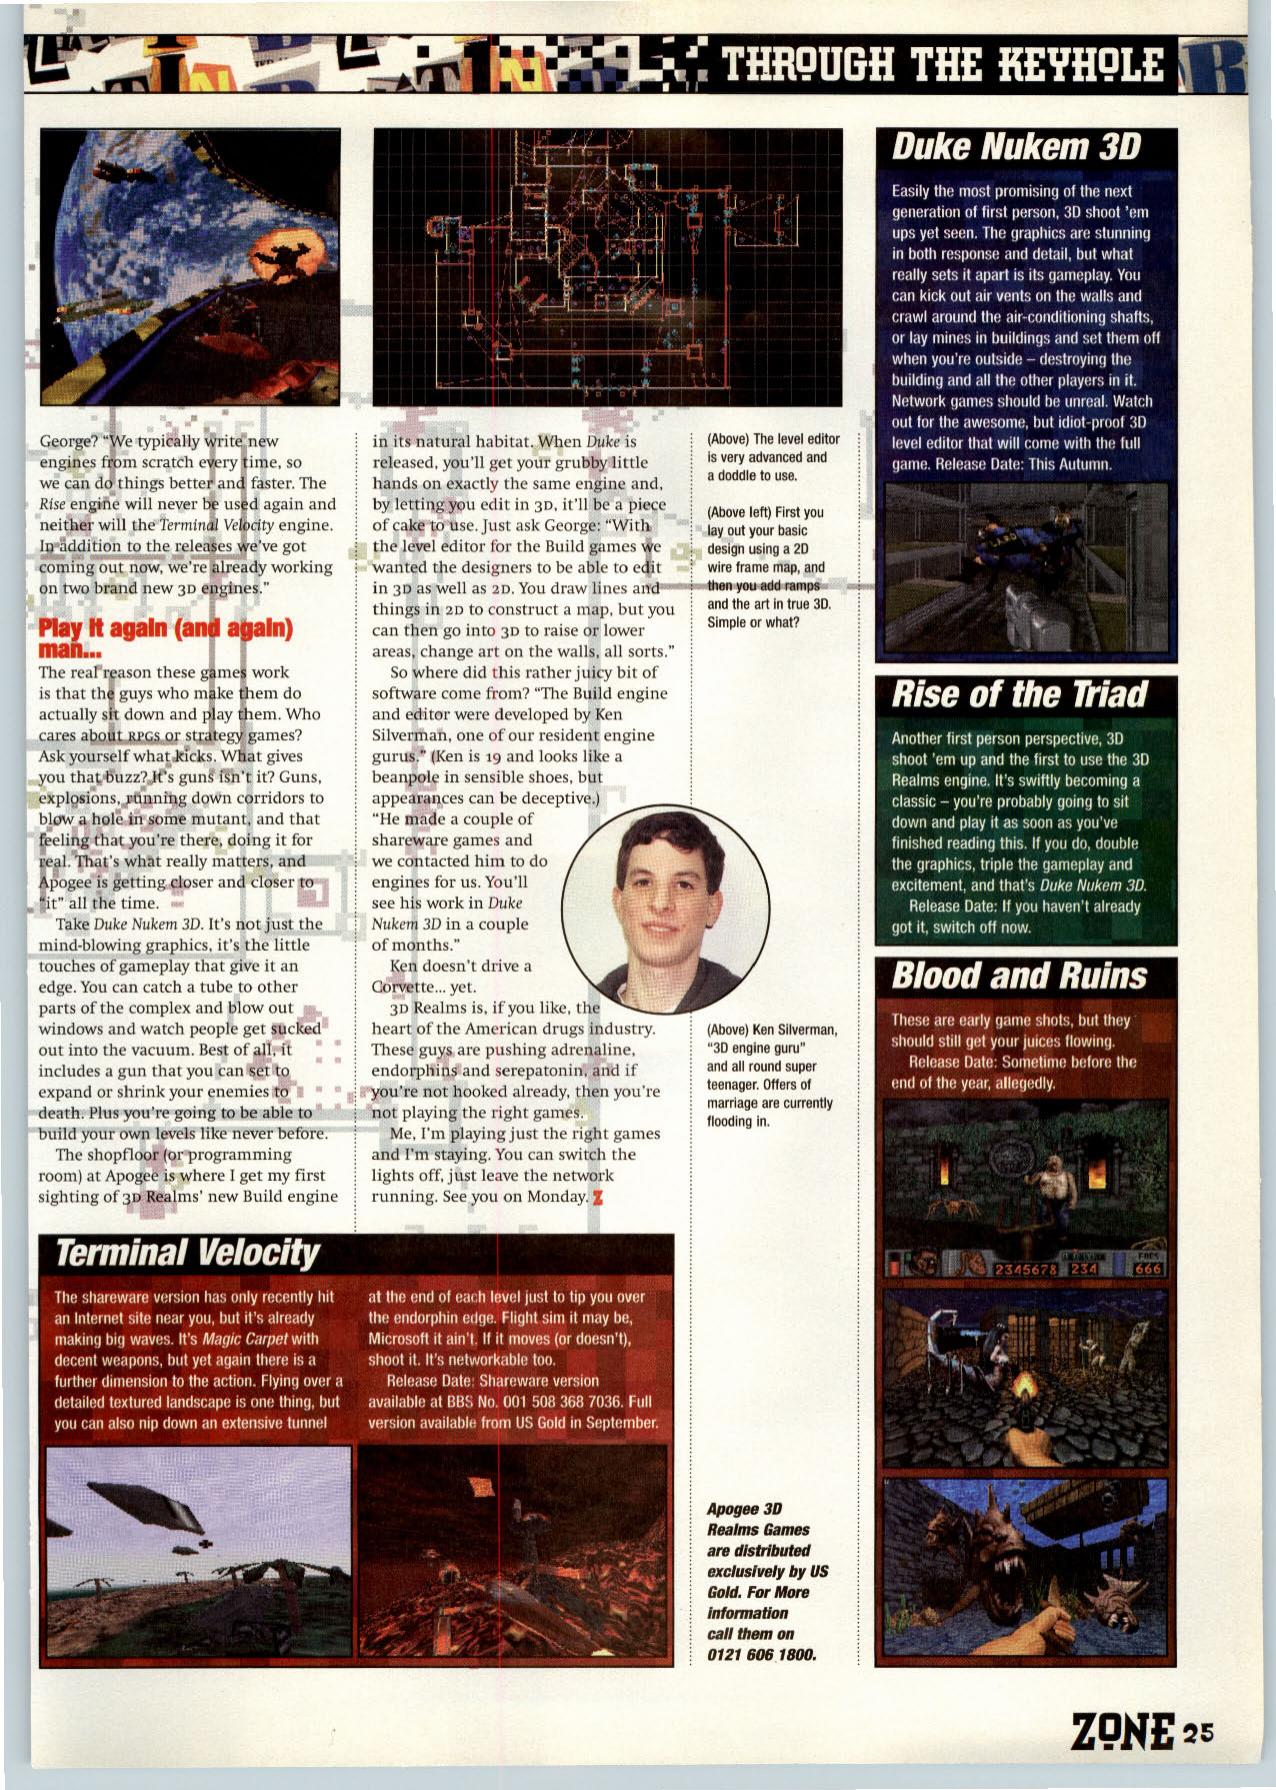 THROUGH THE KEYHOLE
George? “We typically write new
engines from scratch every time, so
we can do things better and faster. The
Rise engine will never be used again and
neither will the Terminal Velocity engine.
In addition to the releases we’ve got
coming out now, we’re already working
on two brand new 3D engines.”
Play it again (and again)
man...
The real reason these games work
is that the guys who make them do
actually sit down and play them. Who
cares about RPGs or strategy games?
Ask yourself what kicks. What gives
you that buzz? It’s guns isn’t it? Guns,
explosions, running down corridors to
blow a hole in some mutant, and that
feeling that you’re there, doing it for
real. That’s what really matters, and
Apogee is getting closer and closer to
“it” all the time.
Take Duke Nukem 3D. It’s not just the
mind-blowing graphics, it’s the little
touches of gameplay that give it an
edge. You can catch a tube to other
parts of the complex and blow out
windows and watch people get sucked
out into the vacuum. Best of all, it
includes a gun that you can set to
expand or shrink your enemies to
death. Plus you’re going to be able to
build your own levels like never before.
The shopfloor (or programming
room) at Apogee is where I get my first
sighting of 3D Realms’ new Build engine
in its natural habitat. When Duke is
released, you’ll get your grubby little
hands on exactly the same engine and,
by letting you edit in 3D, it’ll be a piece
of cake to use. Just ask George: “With
the level editor for the Build games we
wanted the designers to be able to edit
in 3D as well as 2D. You draw lines and
things in 2D to construct a map, but you
can then go into 3D to raise or lower
areas, change art on the walls, all sorts.”
So where did this rather juicy bit of
software come from? “The Build engine
and editor were developed by Ken
Silverman, one of our resident engine
gurus.” (Ken is 19 and looks like a
beanpole in sensible shoes, but
appearances can be deceptive.)
“He made a couple of
shareware games and
we contacted him to do
engines for us. You’ll
see his work in Duke
Nukem 3D in a couple
of months.”
Ken doesn’t drive a
Corvette... yet.
3D Realms is, if you like, the
heart of the American drugs industry.
These guys are pushing adrenaline,
endorphins and serepatonin, and if
you’re not hooked already, then you’re
not playing the right games.
Me, I’m playing just the right games
and I’m staying. You can switch the
lights off, just leave the network
running. See you on Monday. Z
(Above) The level editor
is very advanced and
a doddle to use.
(Above left) First you
lay out your basic
design using a 2D
wire frame map, and
then you add ramps
and the art in true 3D.
Simple or what?
(Above) Ken Silverman,
“3D engine guru”
and all round super
teenager. Offers of
marriage are currently
flooding in.
Apogee 3D
Realms Games
are distributed
exclusively by US
Gold. For More
information
call them on
0121 606 1800.
Terminal Velocity
The shareware version has only recently hit
an Internet site near you, but it’s already
making big waves. It’s Magic Carpet with
decent weapons, but yet again there is a
further dimension to the action. Flying over a
detailed textured landscape is one thing, but
you can also nip down an extensive tunnel
at the end of each level just to tip you over
the endorphin edge. Flight sim it may be,
Microsoft it ain’t. If it moves (or doesn’t),
shoot it. It’s networkable too.
Release Date: Shareware version
available at BBS No. 001 508 368 7036. Full
version available from US Gold in September.
Duke Nukem 3D
Easily the most promising of the next
generation of first person, 3D shoot ’em
ups yet seen. The graphics are stunning
in both response and detail, but what
really sets it apart is its gameplay. You
can kick out air vents on the walls and
crawl around the air-conditioning shafts,
or lay mines in buildings and set them off
when you’re outside – destroying the
building and all the other players in it.
Network games should be unreal. Watch
out for the awesome, but idiot-proof 3D
level editor that will come with the full
game. Release Date: This Autumn.
Rise of the Triad
Another first person perspective, 3D
shoot ’em up and the first to use the 3D
Realms engine. It’s swiftly becoming a
classic – you’re probably going to sit
down and play it as soon as you’ve
finished reading this. If you do, double
the graphics, triple the gameplay and
excitement, and that’s Duke Nukem 3D.
Release Date: If you haven’t already
got it, switch off now.
Blood and Ruins
These are early game shots, but they
should still get your juices flowing.
Release Date: Sometime before the
end of the year, allegedly.
2345678 234 666
ZONE 25